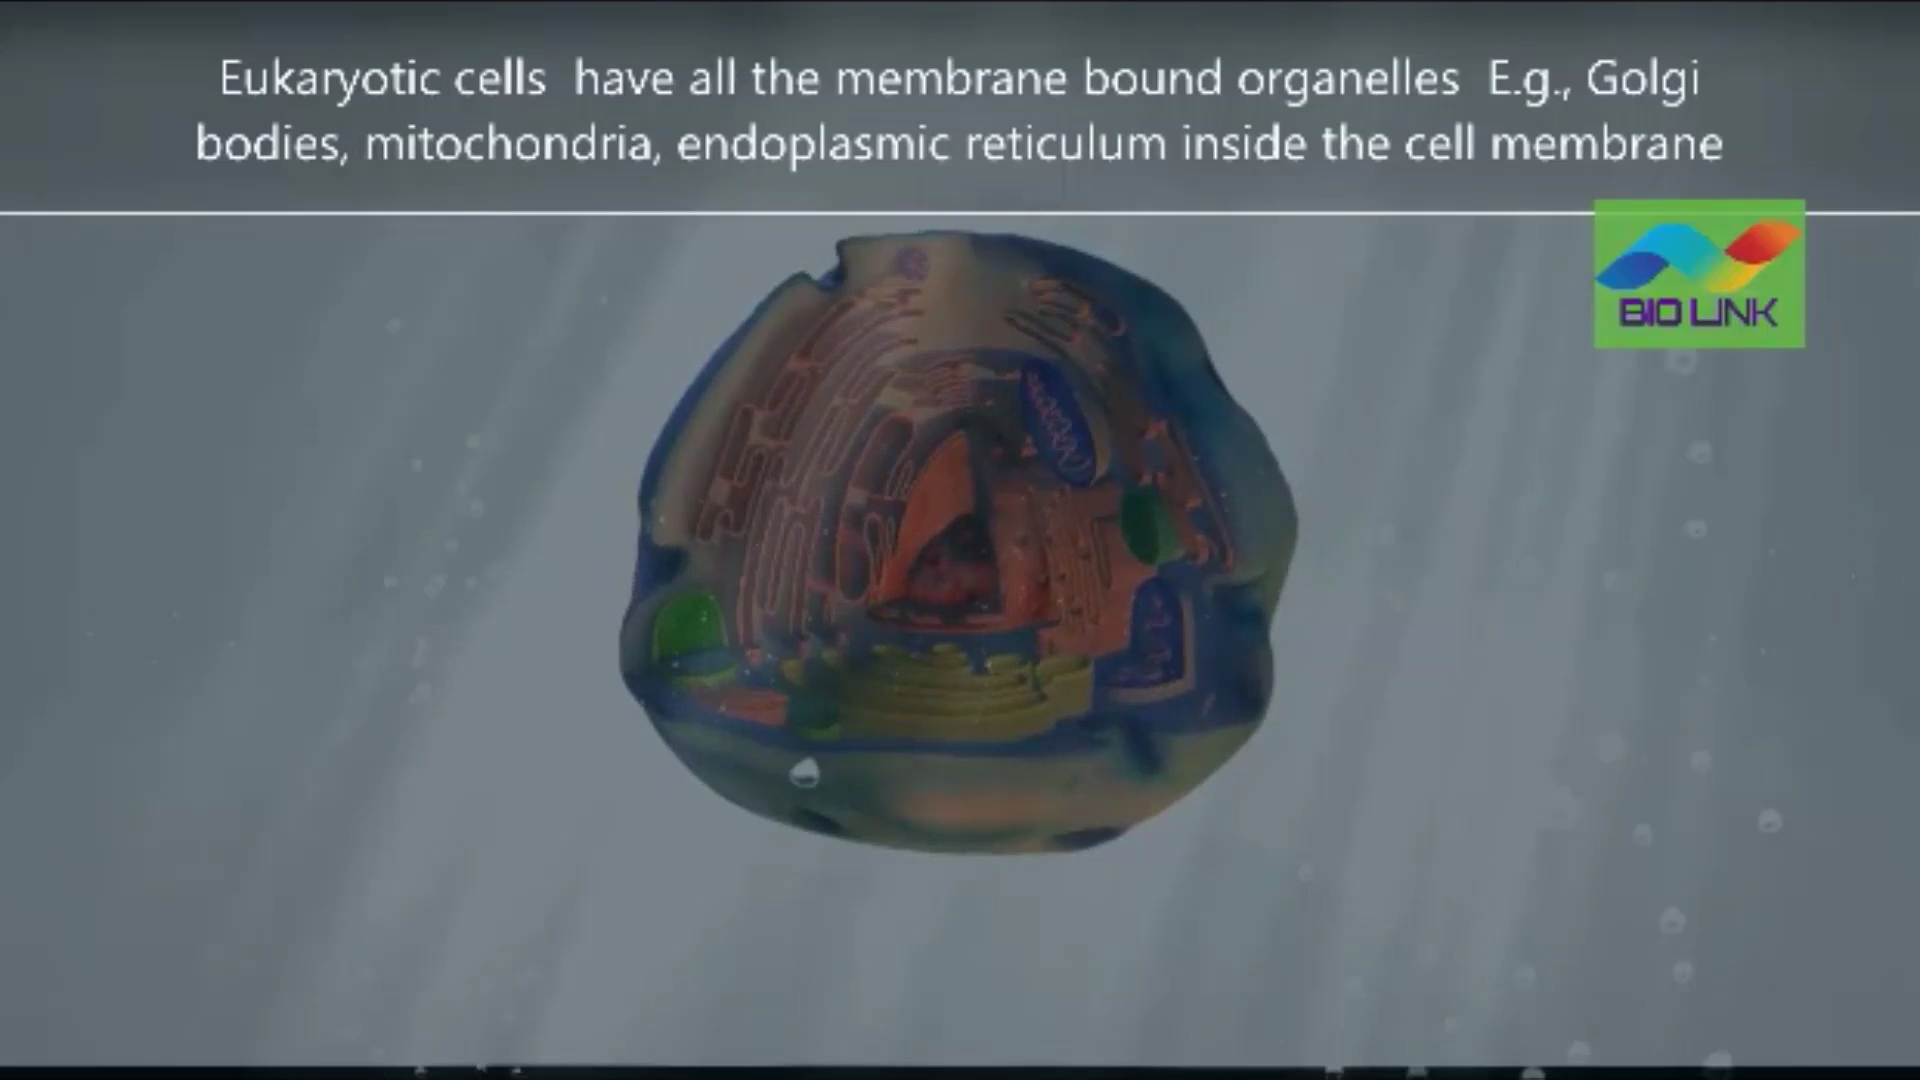 Eukaryotic cells  have all the membrane bound organelles  E.g., Golgi
bodies, mitochondria, endoplasmic reticulum inside the cell membrane
BIO LINK